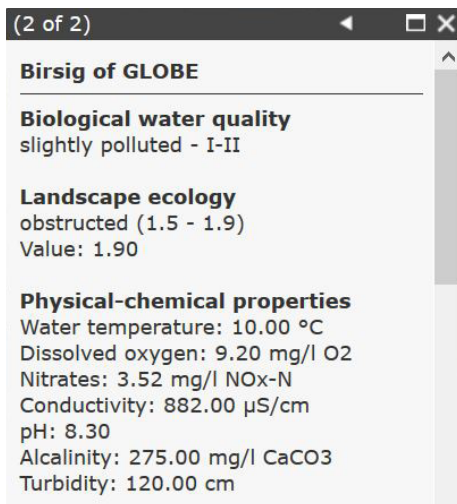 (2 of 2)
Birsig of GLOBE
Biological water quality
slightly polluted - I-II
Landscape ecology
obstructed (1.5 - 1.9)
Value: 1.90
Physical-chemical properties
Water temperature: 10.00 °C
Dissolved oxygen: 9.20 mg/l O2
Nitrates: 3.52 mg/l NOx-N
Conductivity: 882.00 µS/cm
pH: 8.30
Alcalinity: 275.00 mg/l CaCO3
Turbidity: 120.00 cm